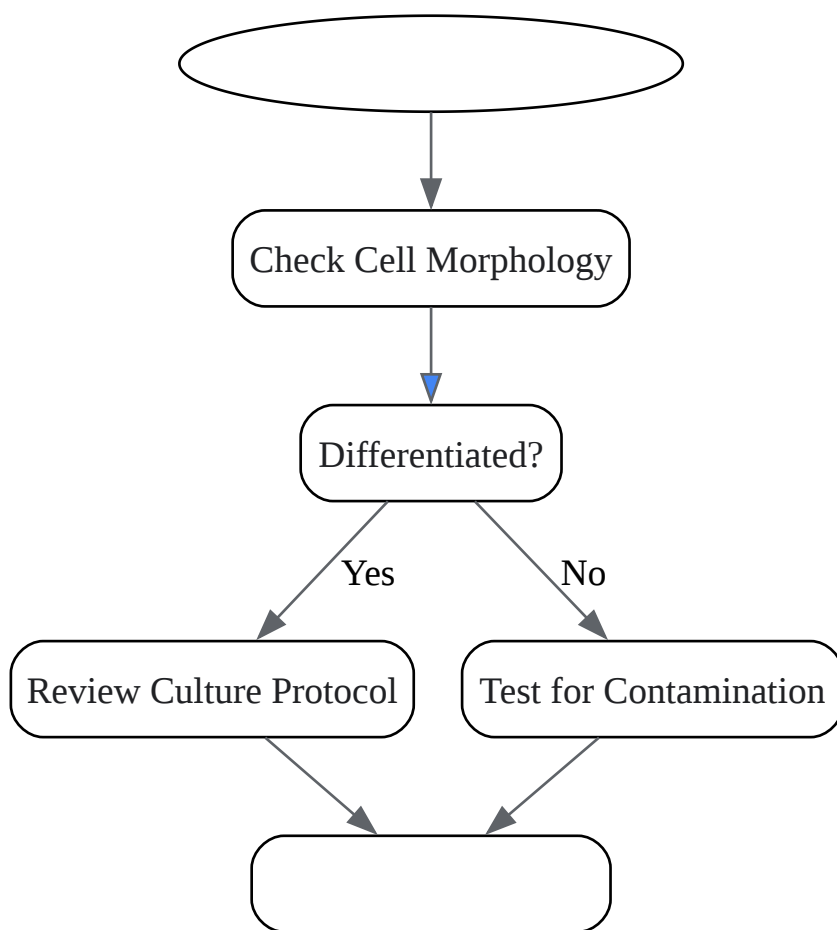 Check Cell Morphology
Differentiated?
Yes
No
Review Culture Protocol
Test for Contamination